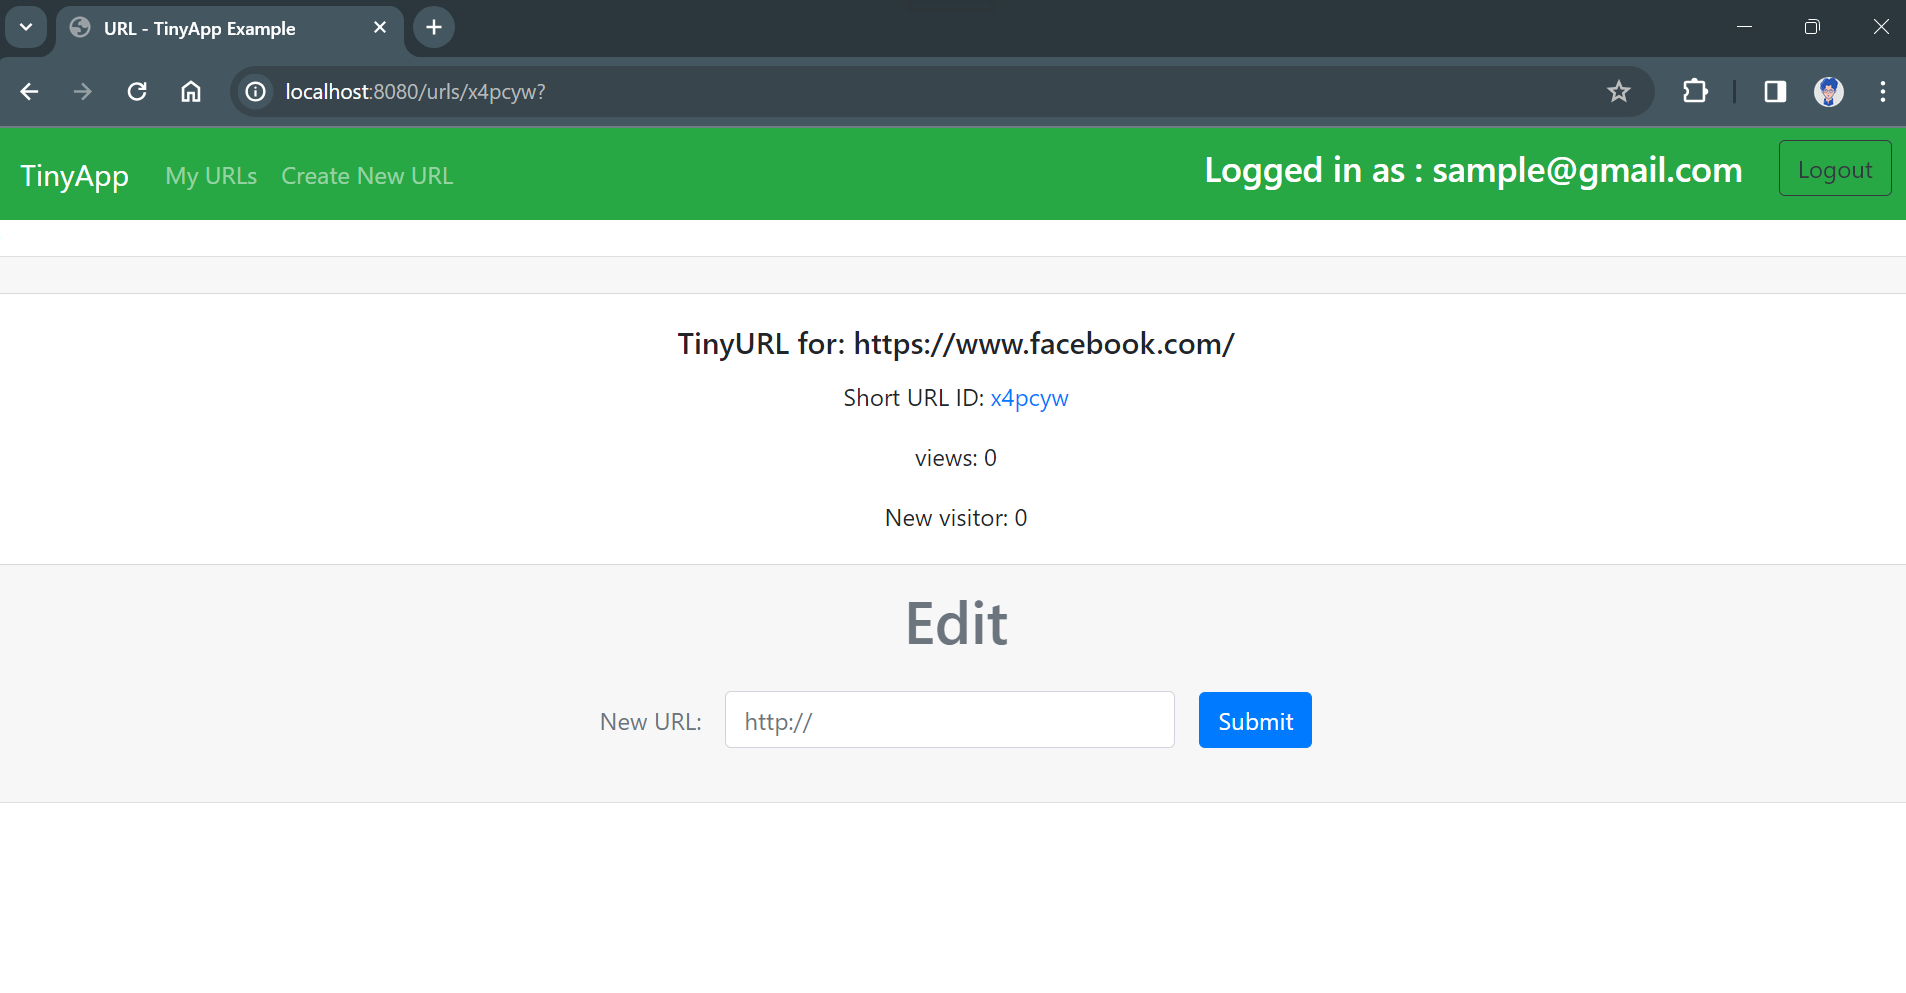 URL - TinyApp Example
localhost:8080/urls/x4pcyw?
TinyApp My URLs Create New URL Logged in as : sample@gmail.com Logout
TinyURL for: https://www.facebook.com/
Short URL ID: x4pcyw
views: 0
New visitor: 0
Edit
New URL: http:// Submit